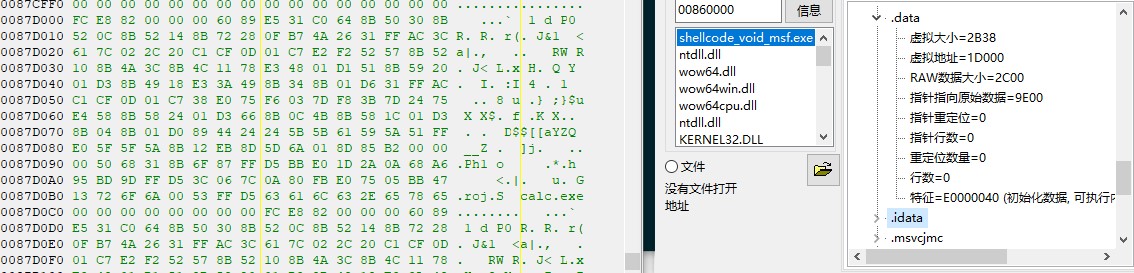 0087CFF0 00 00 00 00 00 00 00 00 00 00 00 00 00 00 00 00 ................
0087D000 FC E8 82 00 00 00 60 89 E5 31 C0 64 8B 50 30 8B ...` 1 d P0
0087D010 52 0C 8B 52 14 8B 72 28 0F B7 4A 26 31 FF AC 3C R. R. r(. J&1 <
0087D020 61 7C 02 2C 20 C1 CF 0D 01 C7 E2 F2 52 57 8B 52 a|., .. RW R
0087D030 10 8B 4A 3C 8B 4C 11 78 E3 48 01 D1 51 8B 59 20 . J< L.x H. Q Y
0087D040 01 D3 8B 49 18 E3 3A 49 8B 34 8B 01 D6 31 FF AC . I. :I 4 . 1
0087D050 C1 CF 0D 01 C7 38 E0 75 F6 03 7D F8 3B 7D 24 75 .. 8 u .} ;}$u
0087D060 E4 58 8B 58 24 01 D3 66 8B 0C 4B 8B 58 1C 01 D3 X X$. f .K X..
0087D070 8B 04 8B 01 D0 89 44 24 24 5B 5B 61 59 5A 51 FF . . D$$[[aYZQ
0087D080 E0 5F 5F 5A 8B 12 EB 8D 5D 6A 01 8D 85 B2 00 00 __Z . ]j. ..
0087D090 00 50 68 31 8B 6F 87 FF D5 BB E0 1D 2A 0A 68 A6 .Ph1 o .*.h
0087D0A0 95 BD 9D FF D5 3C 06 7C 0A 80 FB E0 75 05 BB 47 <.|. u. G
0087D0B0 13 72 6F 6A 00 53 FF D5 63 61 6C 63 2E 65 78 65 .roj.S calc.exe
0087D0C0 00 00 00 00 00 00 00 00 FC E8 82 00 00 00 60 89 ........ ...`
0087D0E0 E5 31 C0 64 8B 50 30 8B 52 0C 8B 52 14 8B 72 28 1 d P0 R. R. r(
0087D0E0 0F B7 4A 26 31 FF AC 3C 61 7C 02 2C 20 C1 CF 0D . J&1 <a|., .
0087D0F0 01 C7 E2 F2 52 57 8B 52 10 8B 4A 3C 8B 4C 11 78 . RW R. J< L.x
00860000
信息
shellcode_void_msf.exe
ntdll.dll
wow64.dll
wow64win.dll
wow64cpu.dll
ntdll.dll
KERNEL32.DLL
文件
没有文件打开
地址
.data
虚拟大小=2B38
虚拟地址=1D000
RAW数据大小=2C00
指针指向原始数据=9E00
指针重定位=0
指针行数=0
重定位数量=0
行数=0
特征=E0000040 (初始化数据, 可执行内
.idata
.msvcjmc